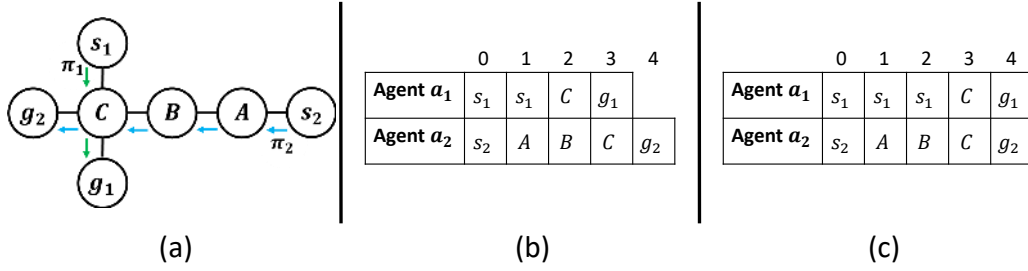 s₁
π₁
g₂ C B A s₂
π₂
g₁
(a)
0 1 2 3 4
Agent a₁ s₁ s₁ C g₁
Agent a₂ s₂ A B C g₂
(b)
0 1 2 3 4
Agent a₁ s₁ s₁ s₁ C g₁
Agent a₂ s₂ A B C g₂
(c)